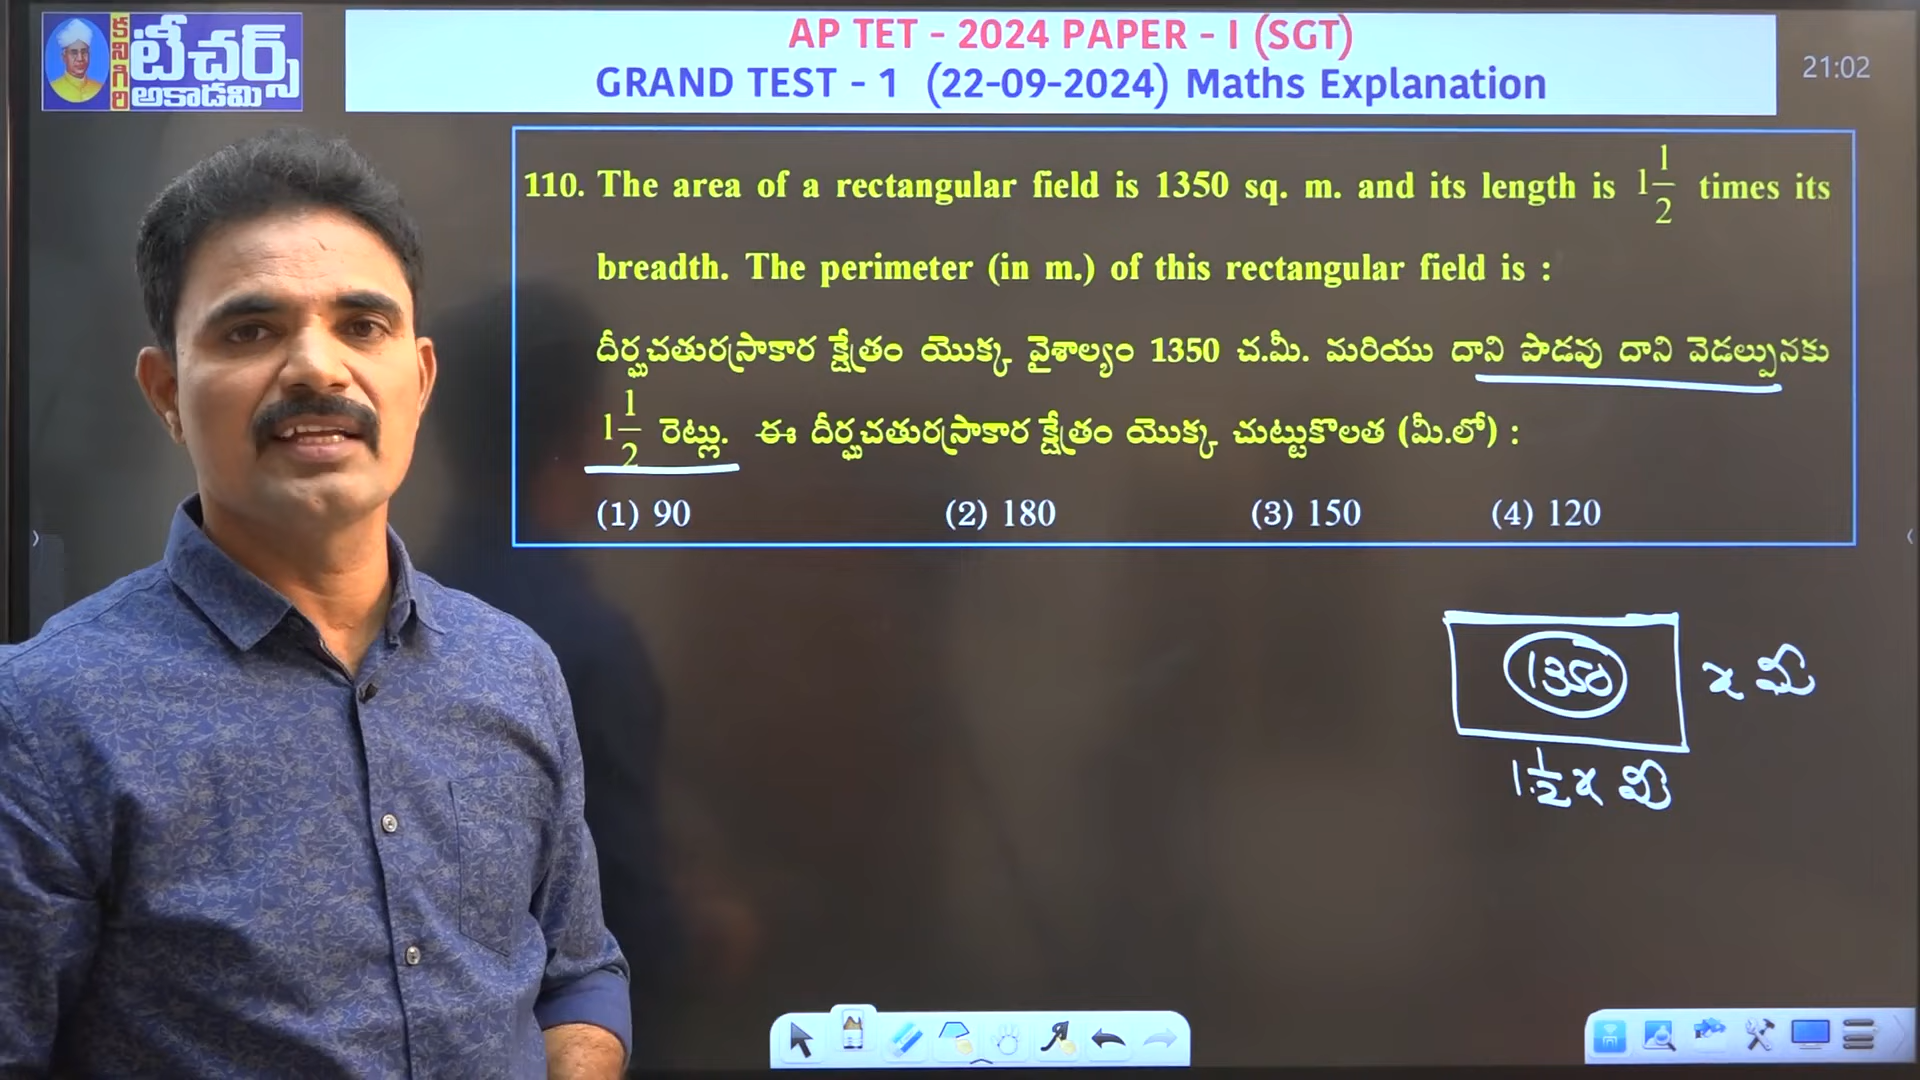 కనిగిరి
టీచర్స్
అకాడమి
AP TET - 2024 PAPER - I (SGT)
GRAND TEST - 1 (22-09-2024) Maths Explanation
21:02
110. The area of a rectangular field is 1350 sq. m. and its length is 1 1/2 times its
breadth. The perimeter (in m.) of this rectangular field is :
దీర్ఘచతురస్రాకార క్షేత్రం యొక్క వైశాల్యం 1350 చ.మీ. మరియు దాని పొడవు దాని వెడల్పునకు
1 1/2 రెట్లు. ఈ దీర్ఘచతురస్రాకార క్షేత్రం యొక్క చుట్టుకొలత (మీ.లో) :
(1) 90 (2) 180 (3) 150 (4) 120
1350 x మీ
1 1/2 x మీ